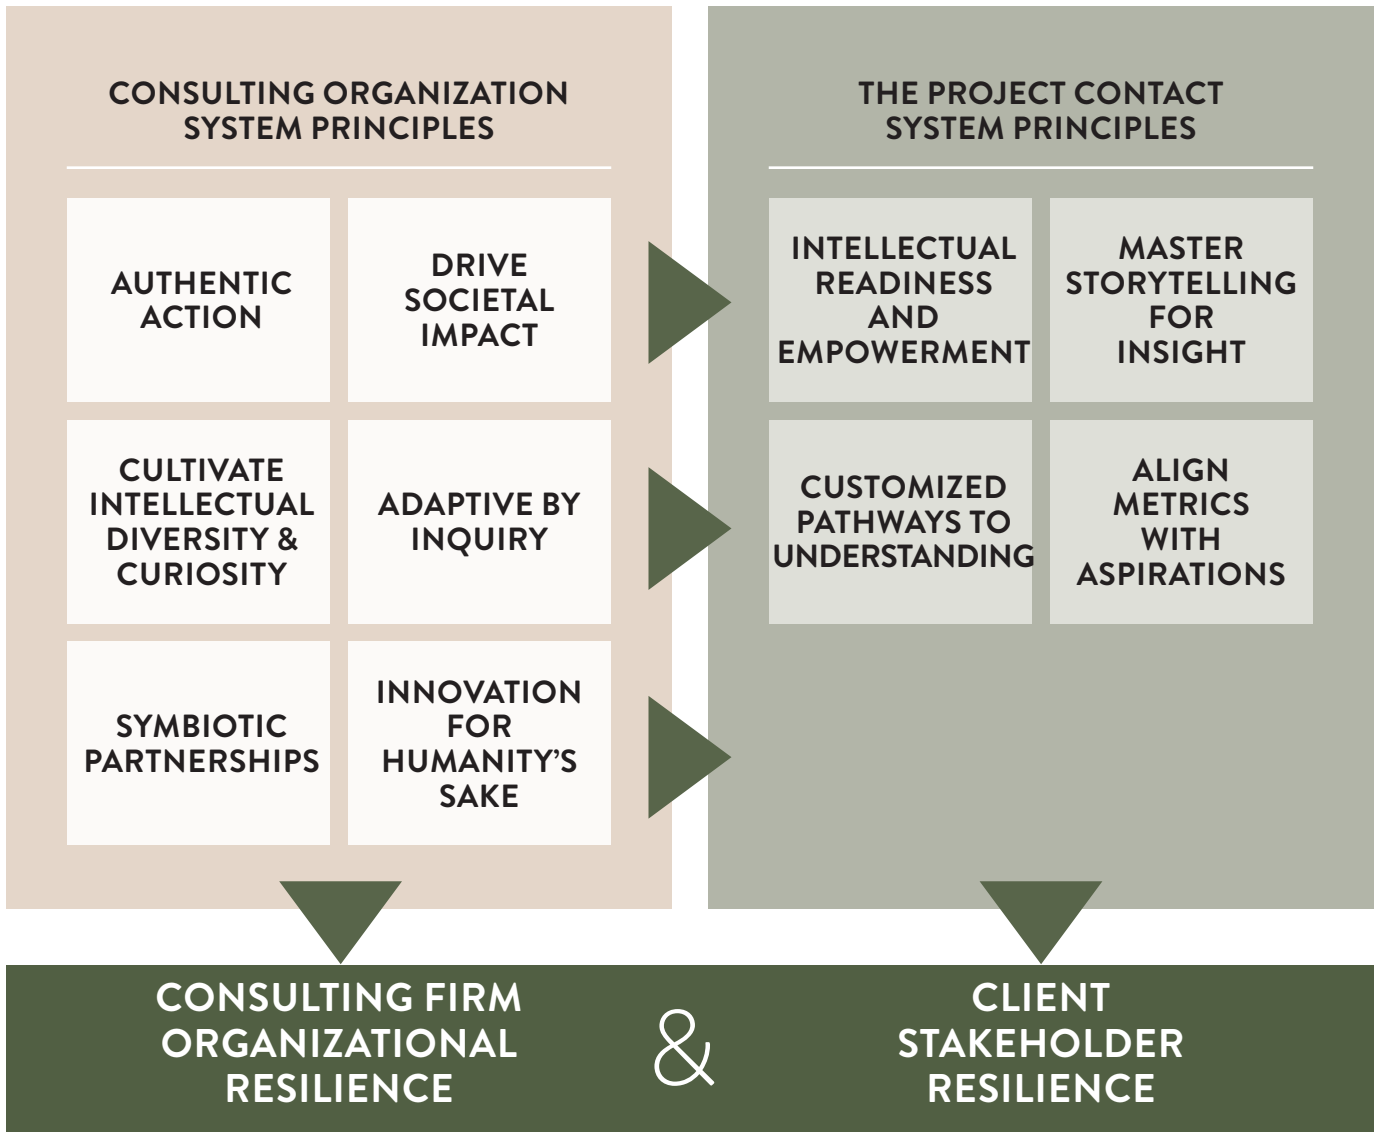 CONSULTING ORGANIZATION
SYSTEM PRINCIPLES
AUTHENTIC
ACTION
DRIVE
SOCIETAL
IMPACT
CULTIVATE
INTELLECTUAL
DIVERSITY &
CURIOSITY
ADAPTIVE BY
INQUIRY
SYMBIOTIC
PARTNERSHIPS
INNOVATION
FOR
HUMANITY’S
SAKE
THE PROJECT CONTACT
SYSTEM PRINCIPLES
INTELLECTUAL
READINESS
AND
EMPOWERMENT
MASTER
STORYTELLING
FOR
INSIGHT
CUSTOMIZED
PATHWAYS TO
UNDERSTANDING
ALIGN
METRICS
WITH
ASPIRATIONS
CONSULTING FIRM
ORGANIZATIONAL
RESILIENCE
&
CLIENT
STAKEHOLDER
RESILIENCE